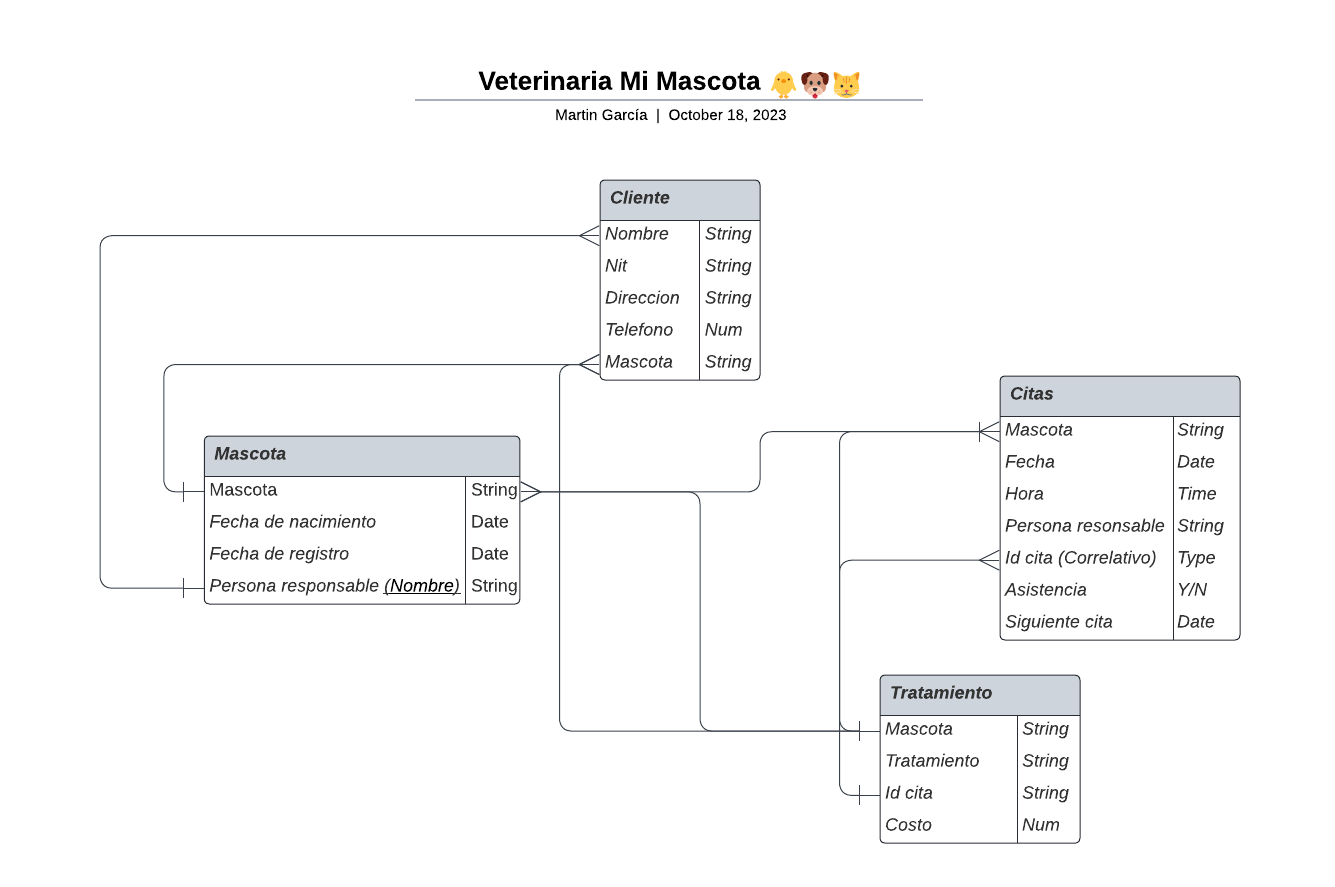 Veterinaria Mi Mascota 🐥🐶🐱
Martin García | October 18, 2023
Cliente
Nombre String
Nit String
Direccion String
Telefono Num
Mascota String
Mascota
Mascota String
Fecha de nacimiento Date
Fecha de registro Date
Persona responsable (Nombre) String
Citas
Mascota String
Fecha Date
Hora Time
Persona resonsable String
Id cita (Correlativo) Type
Asistencia Y/N
Siguiente cita Date
Tratamiento
Mascota String
Tratamiento String
Id cita String
Costo Num